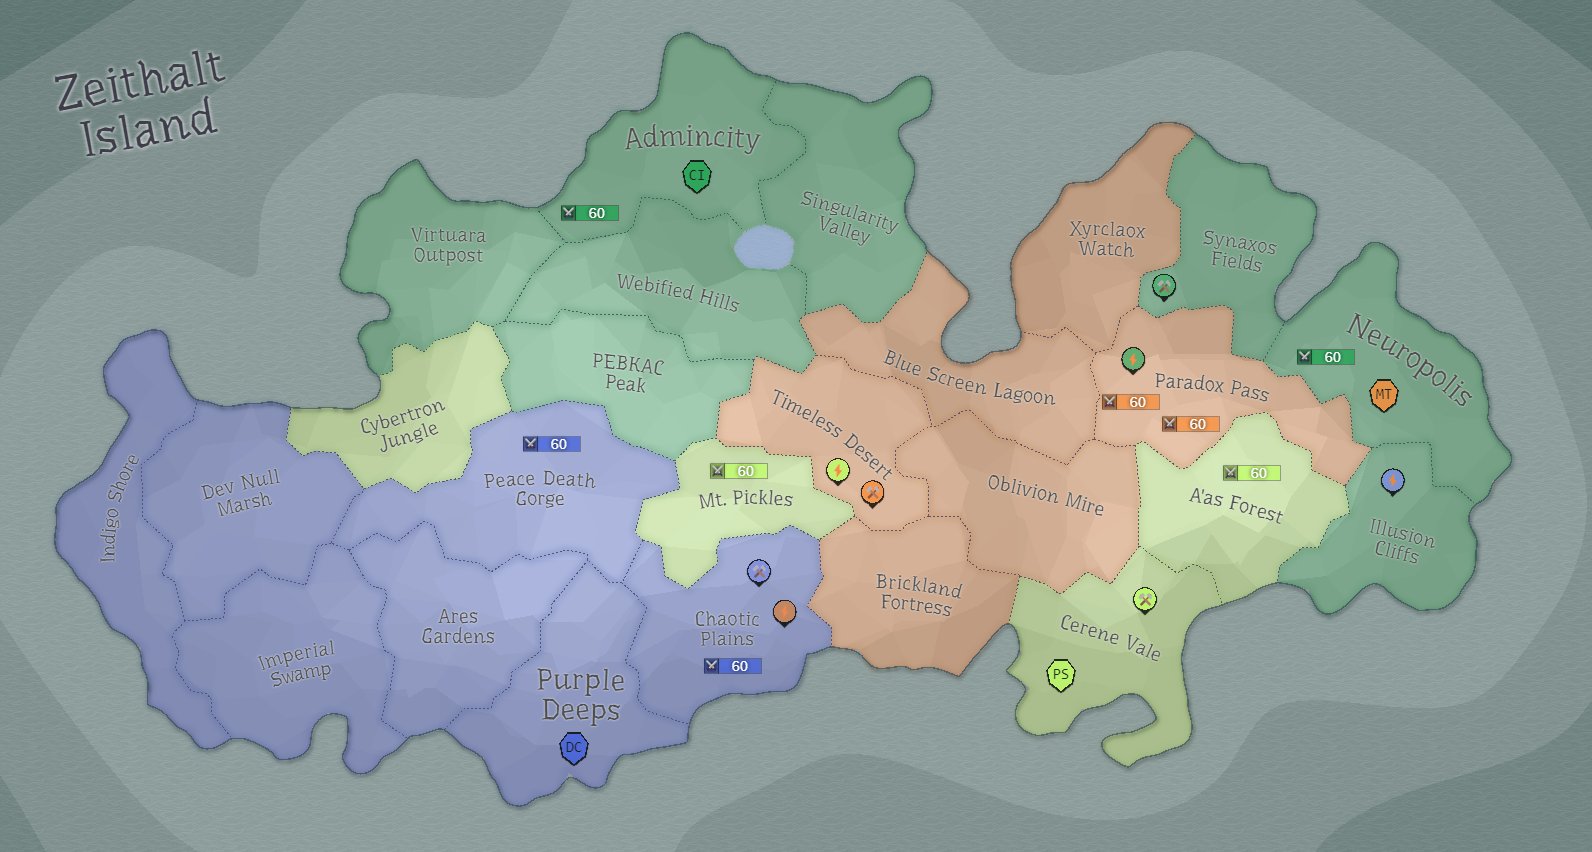 Zeithalt
Island
Admincity
CI
60
Singularity
Valley
Virtuara
Outpost
Webified Hills
Xyrclaox
Watch
Synaxos
Fields
PEBKAC
Peak
Blue Screen Lagoon
Paradox Pass
60
60
Neuropolis
60
MT
Cybertron
Jungle
Timeless Desert
Indigo Shore
Dev Null
Marsh
60
Peace Death
Gorge
60
Mt. Pickles
Oblivion Mire
60
A'as Forest
Illusion
Cliffs
Imperial
Swamp
Ares
Gardens
Chaotic
Plains
60
Brickland
Fortress
Cerene Vale
PS
Purple
Deeps
DC